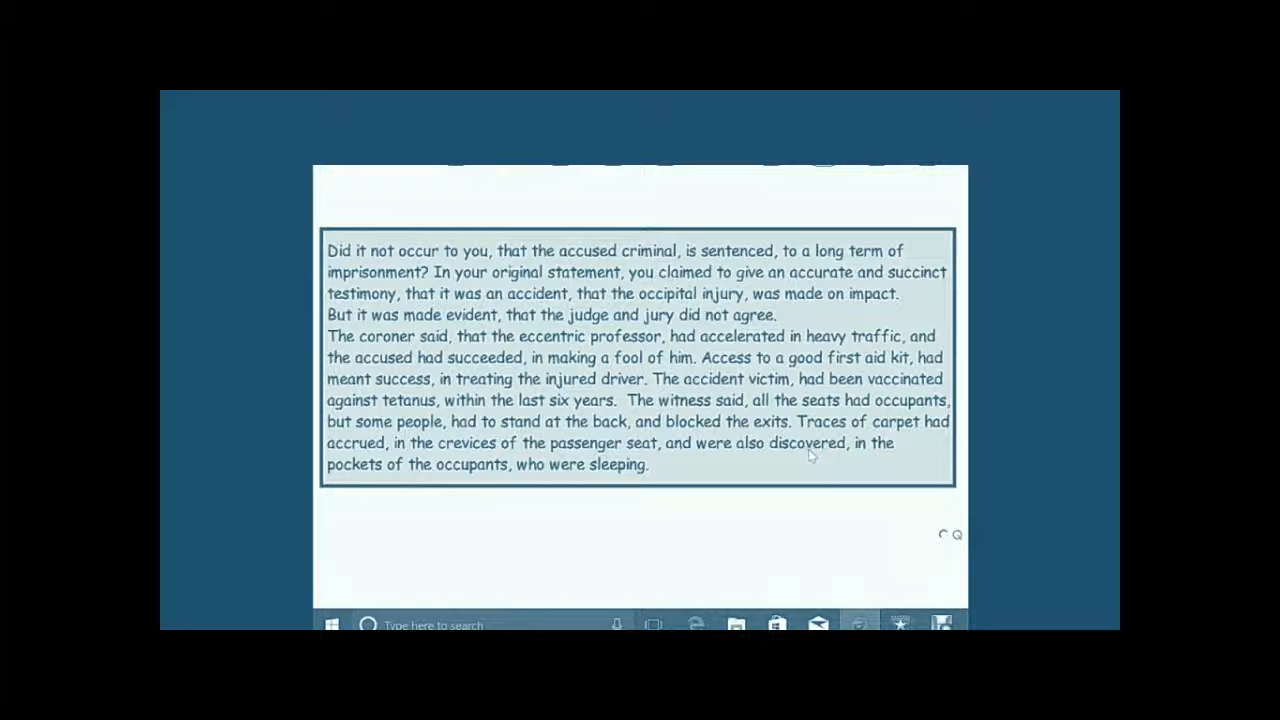 Did it not occur to you, that the accused criminal, is sentenced, to a long term of
imprisonment? In your original statement, you claimed to give an accurate and succinct
testimony, that it was an accident, that the occipital injury, was made on impact.
But it was made evident, that the judge and jury did not agree.
The coroner said, that the eccentric professor, had accelerated in heavy traffic, and
the accused had succeeded, in making a fool of him. Access to a good first aid kit, had
meant success, in treating the injured driver. The accident victim, had been vaccinated
against tetanus, within the last six years. The witness said, all the seats had occupants,
but some people, had to stand at the back, and blocked the exits. Traces of carpet had
accrued, in the crevices of the passenger seat, and were also discovered, in the
pockets of the occupants, who were sleeping.
Type here to search